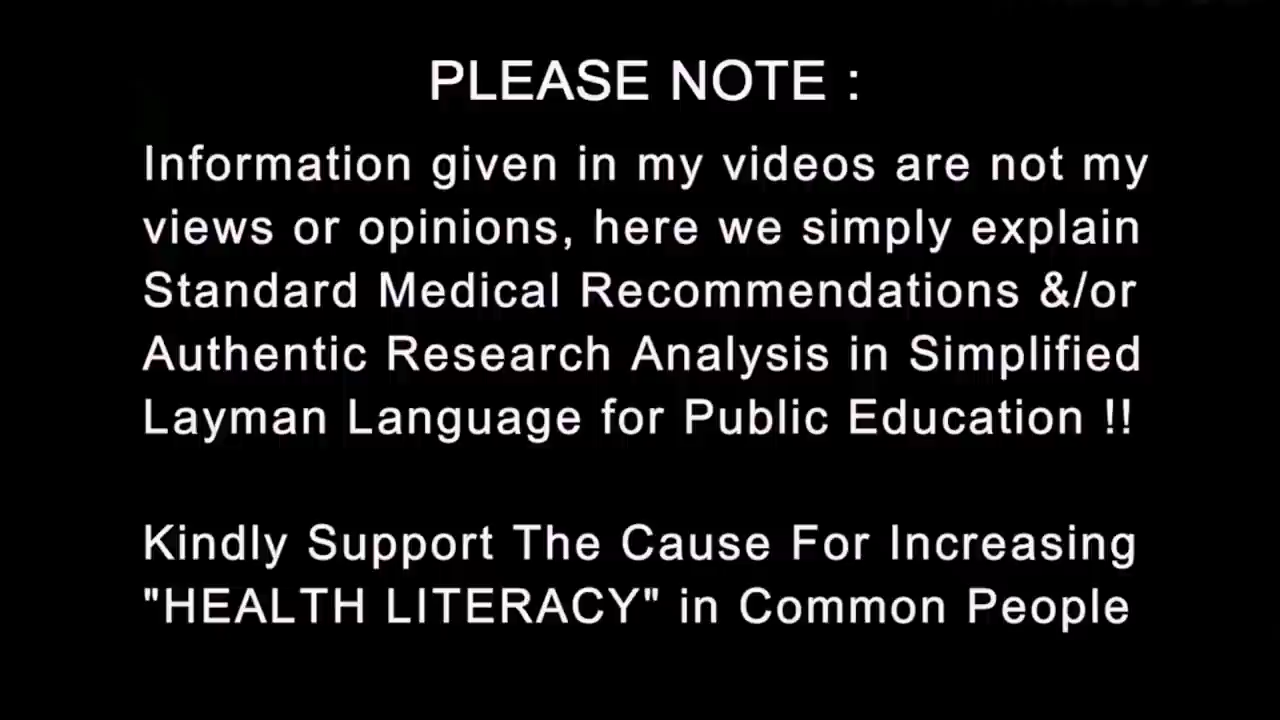 PLEASE NOTE :
Information given in my videos are not my
views or opinions, here we simply explain
Standard Medical Recommendations &/or
Authentic Research Analysis in Simplified
Layman Language for Public Education !!
Kindly Support The Cause For Increasing
"HEALTH LITERACY" in Common People